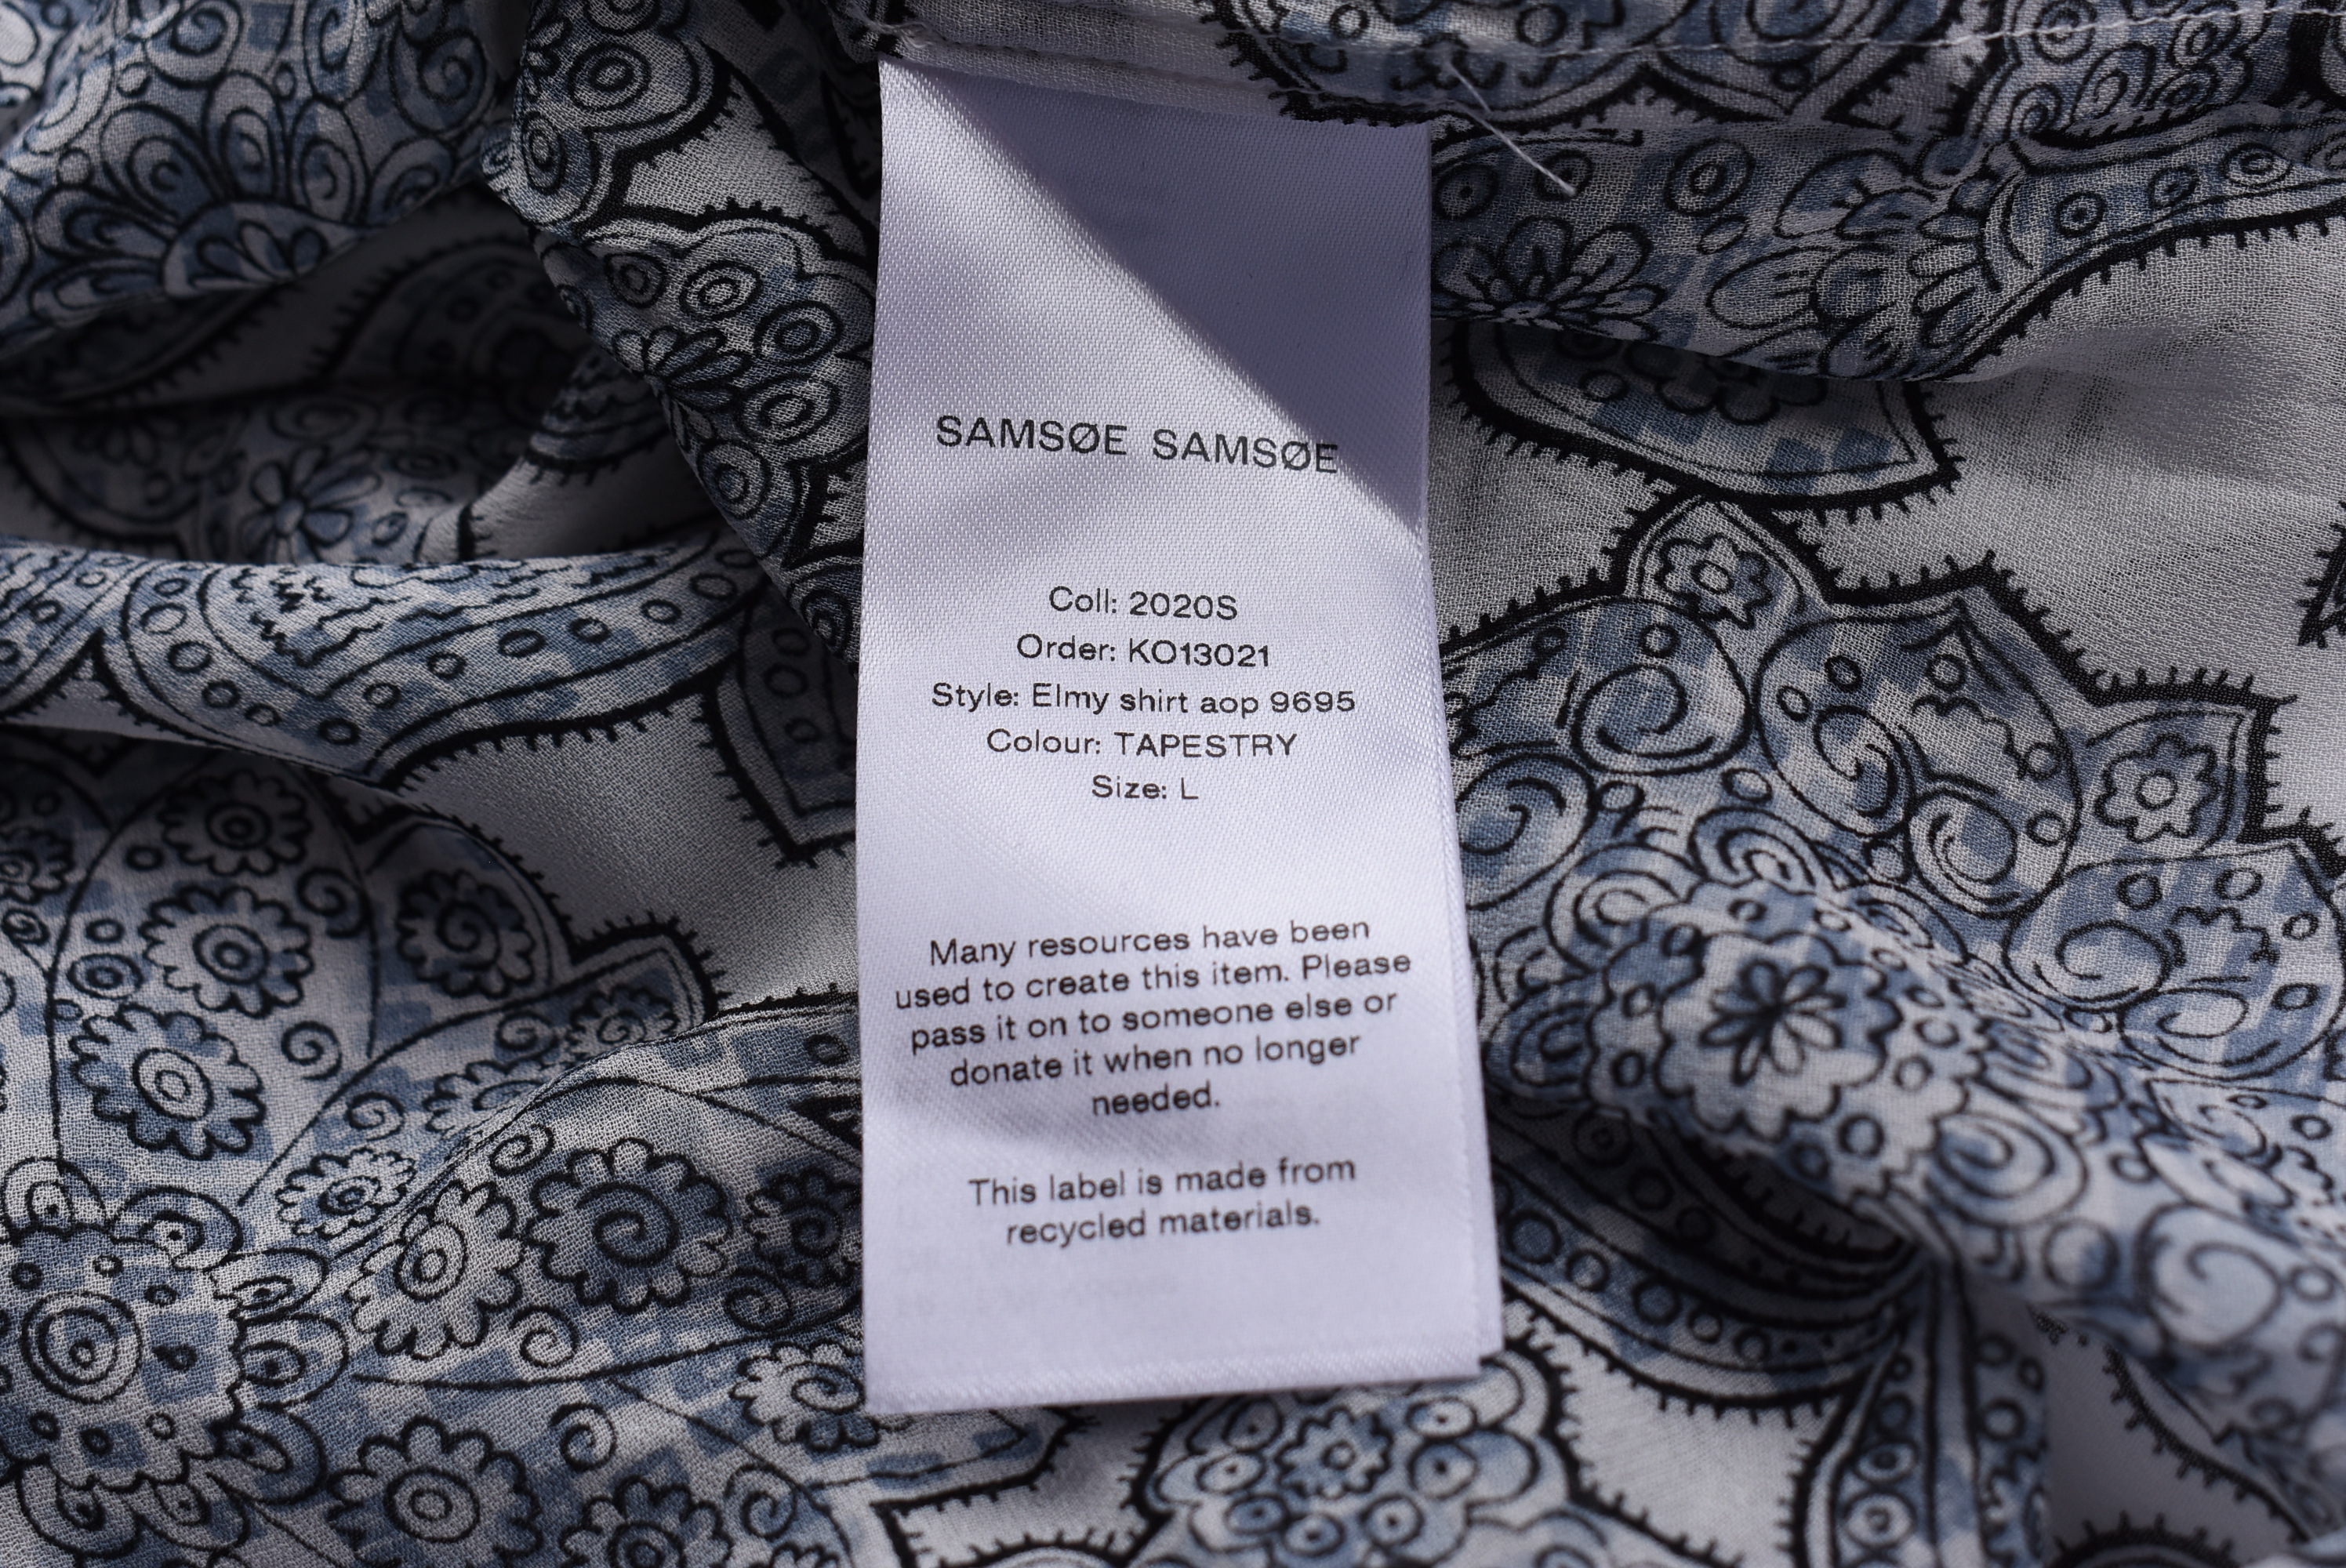 SAMSØE SAMSØE
Coll: 2020S
Order: KO13021
Style: Elmy shirt aop 9695
Colour: TAPESTRY
Size: L
Many resources have been
used to create this item. Please
pass it on to someone else or
donate it when no longer
needed.
This label is made from
recycled materials.